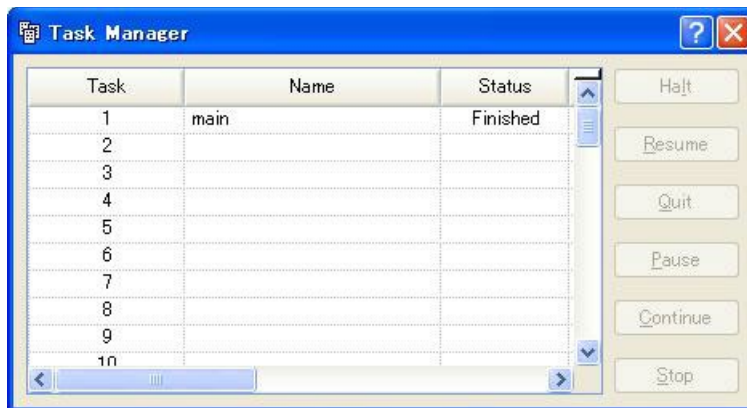 Task Manager
Task Name Status
Halt
1 main Finished
2
Resume
3
4
Quit
5
6
Pause
7
8
Continue
9
10
Stop